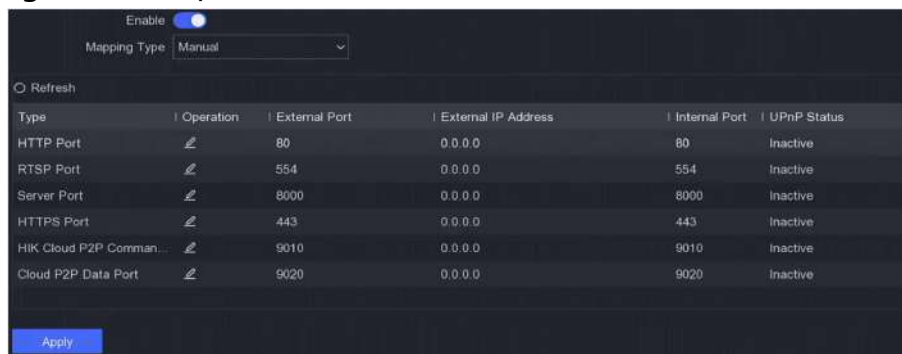 Enable
Mapping Type Manual
Refresh
Type Operation External Port External IP Address Internal Port UPnP Status
HTTP Port 80 0.0.0.0 80 Inactive
RTSP Port 554 0.0.0.0 554 Inactive
Server Port 8000 0.0.0.0 8000 Inactive
HTTPS Port 443 0.0.0.0 443 Inactive
HIK Cloud P2P Comman... 9010 0.0.0.0 9010 Inactive
Cloud P2P Data Port 9020 0.0.0.0 9020 Inactive
Apply